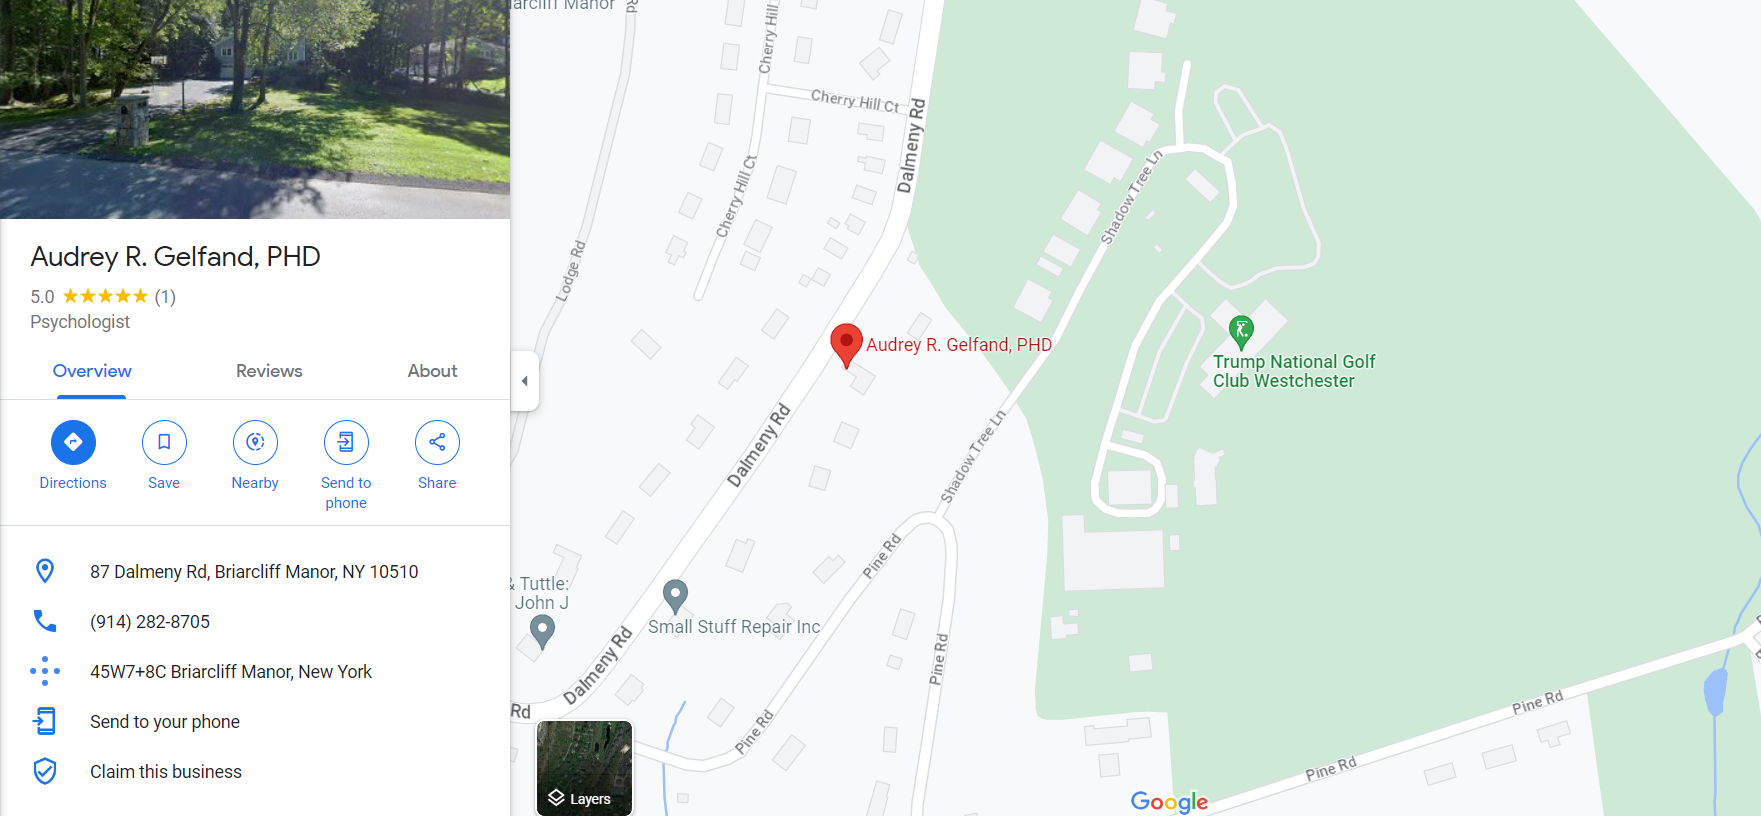 Audrey R. Gelfand, PHD
5.0
(1)
Psychologist
Overview
Reviews
About
Directions
Save
Nearby
Send to
phone
Share
87 Dalmeny Rd, Briarcliff Manor, NY 10510
(914) 282-8705
45W7+8C Briarcliff Manor, New York
Send to your phone
Claim this business
Manor
Cherry Hill
Cherry Hill Ct
Dalmeny Rd
Cherry Hill Ct
Shadow Tree Ln
Lodge Rd
Audrey R. Gelfand, PHD
Trump National Golf
Club Westchester
Dalmeny Rd
Shadow Tree Ln
Pine Rd
& Tuttle:
John J
Small Stuff Repair Inc
Dalmeny Rd
Pine Rd
Rd
Pine Rd
Pine Rd
Pine Rd
Layers
Google